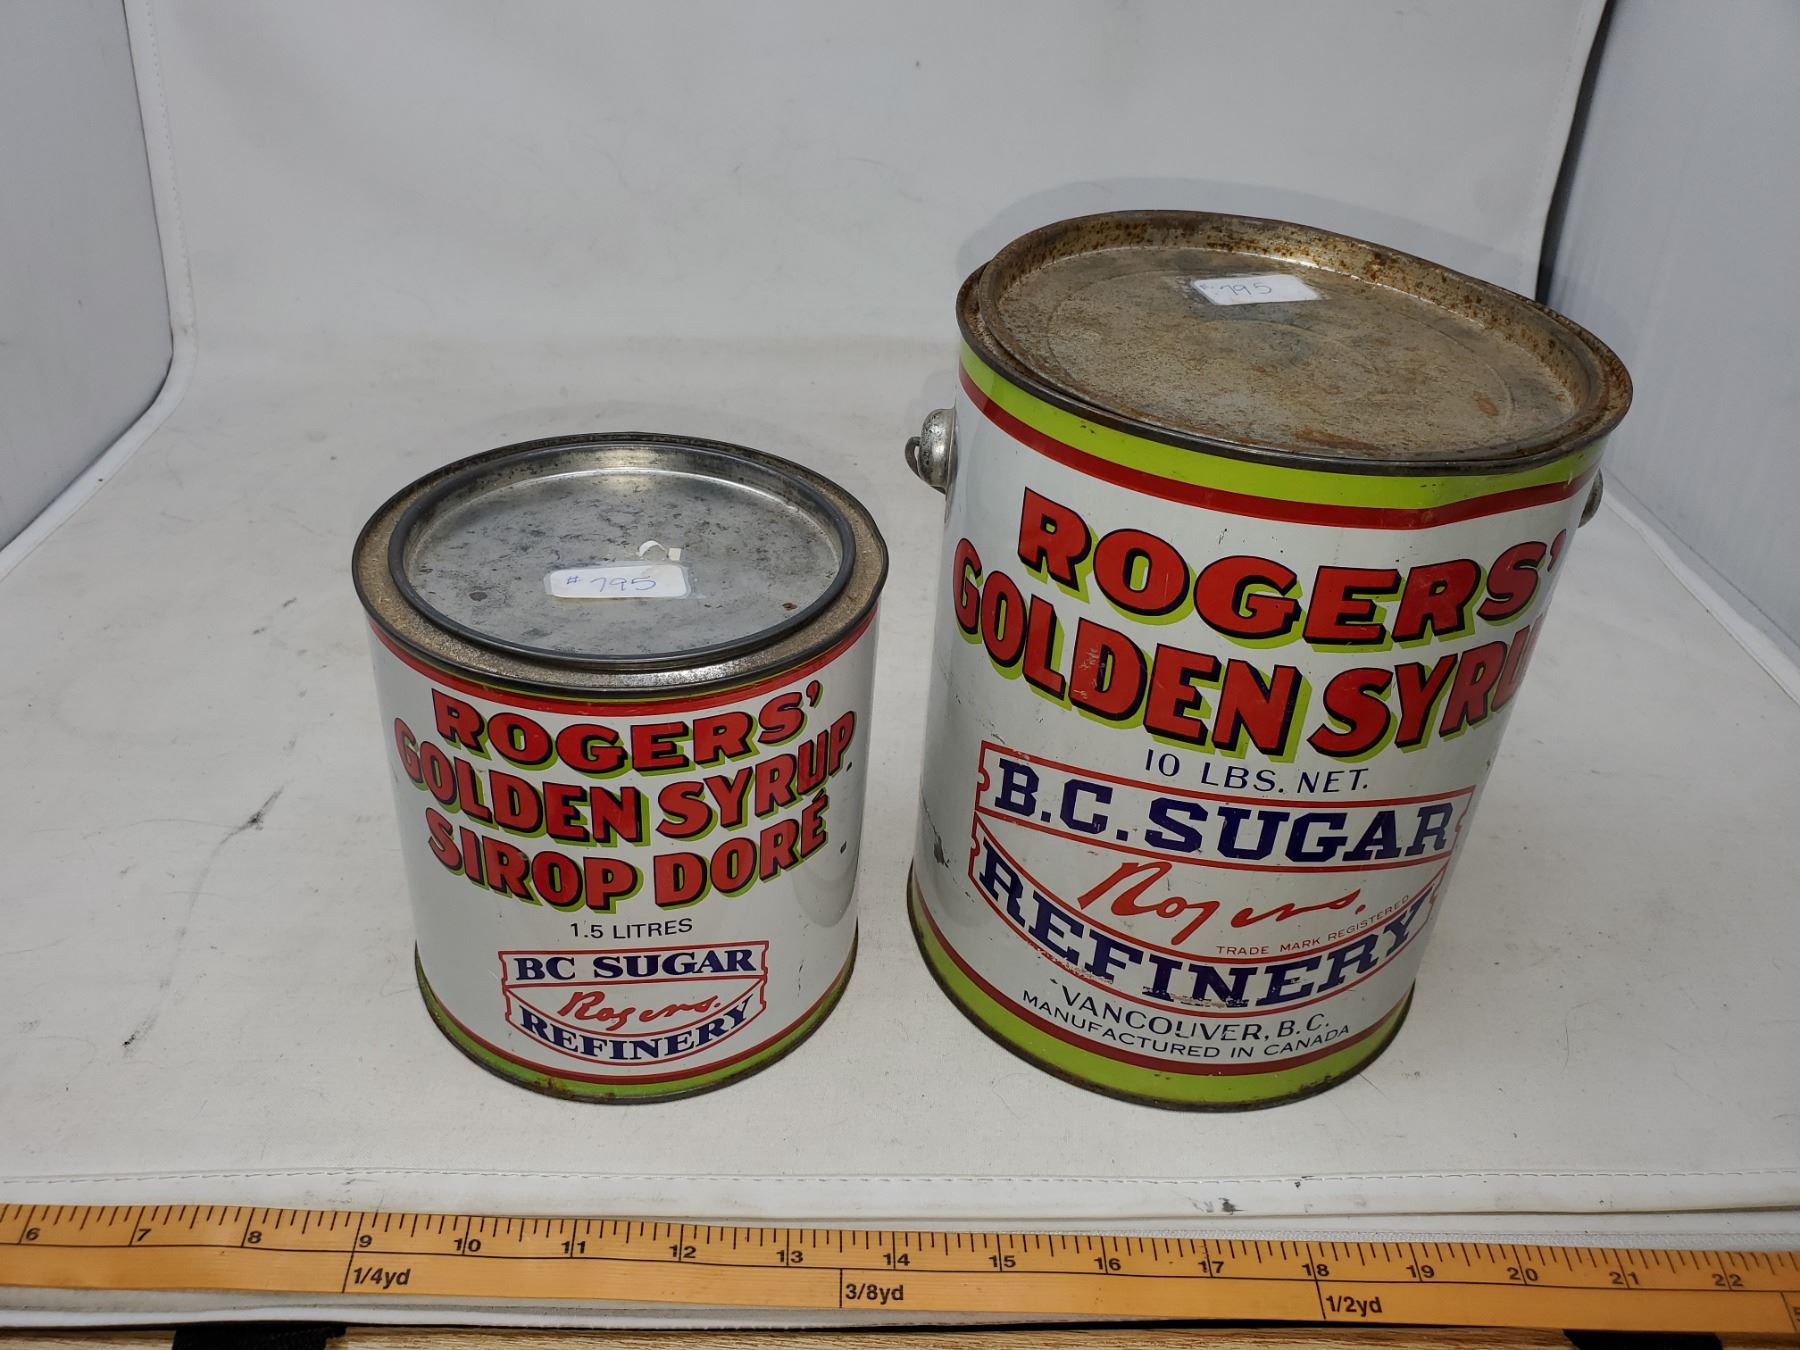 # 795
ROGERS'
GOLDEN SYRUP
SIROP DORÉ
1.5 LITRES
BC SUGAR
Rogers.
REFINERY
# 795
ROGERS'
GOLDEN SYRU
10 LBS. NET.
B.C. SUGAR
Rogers.
TRADE MARK REGISTERED
REFINERY
VANCOUVER, B.C.
MANUFACTURED IN CANADA
6 7 8 9 10 11 12 13 14 15 16 17 18 19 20 21 22
1/4yd 3/8yd 1/2yd